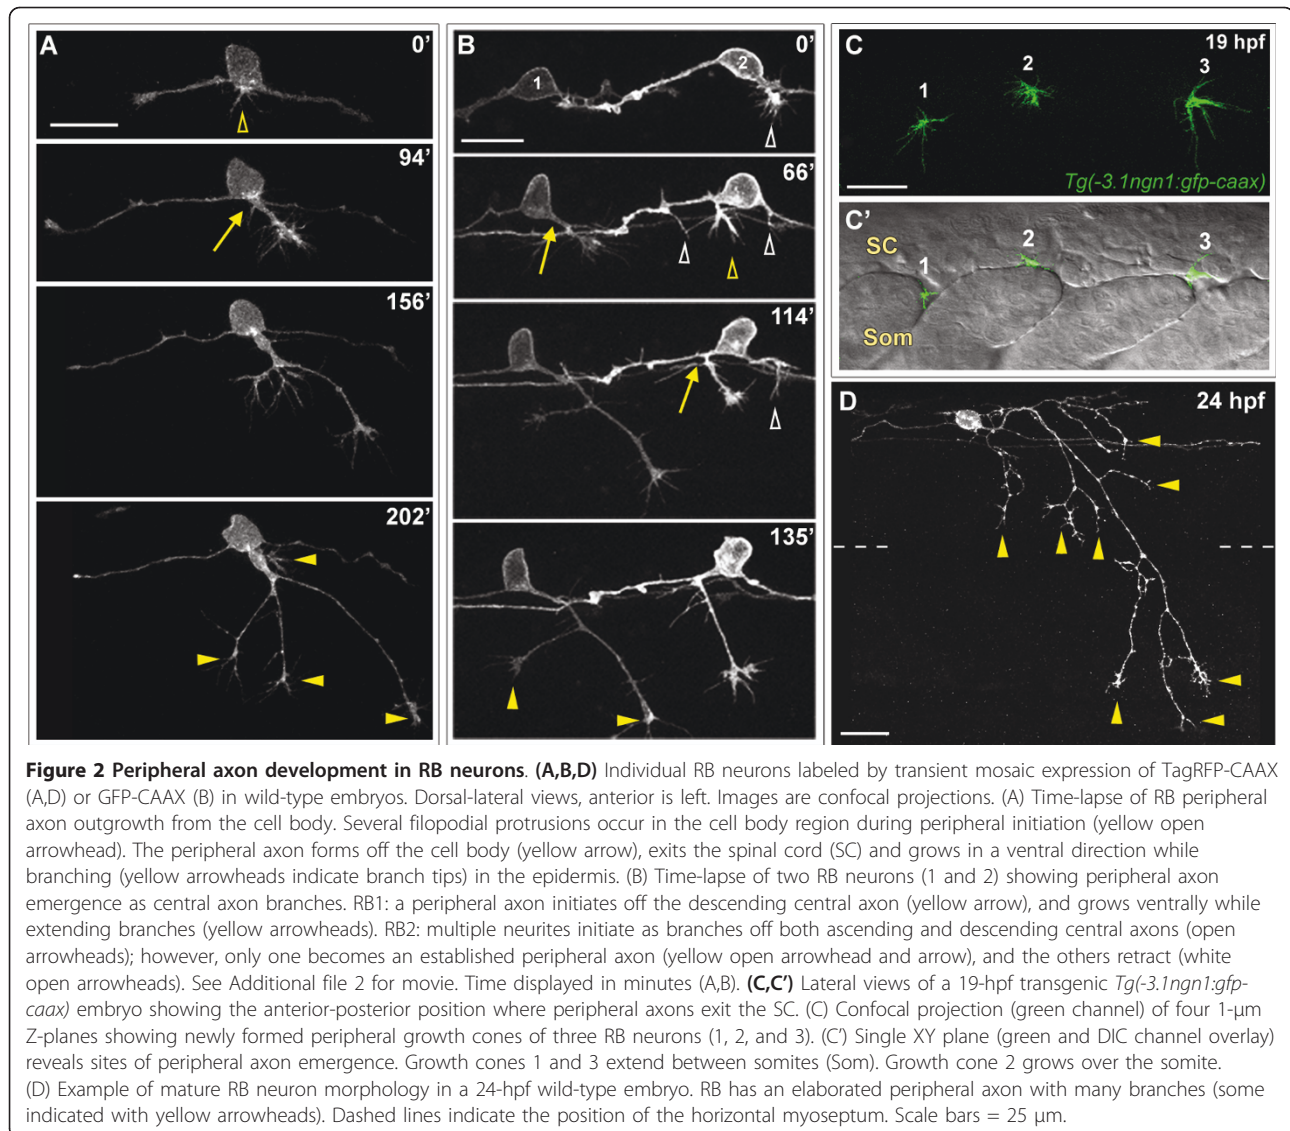 A
0’
94’
156’
202’
B
0’
1
2
66’
114’
135’
C
19 hpf
1
2
3
Tg(-3.1ngn1:gfp-caax)
C’
SC
1
2
3
Som
D
24 hpf
Figure 2 Peripheral axon development in RB neurons. (A,B,D) Individual RB neurons labeled by transient mosaic expression of TagRFP-CAAX
(A,D) or GFP-CAAX (B) in wild-type embryos. Dorsal-lateral views, anterior is left. Images are confocal projections. (A) Time-lapse of RB peripheral
axon outgrowth from the cell body. Several filopodial protrusions occur in the cell body region during peripheral initiation (yellow open
arrowhead). The peripheral axon forms off the cell body (yellow arrow), exits the spinal cord (SC) and grows in a ventral direction while
branching (yellow arrowheads indicate branch tips) in the epidermis. (B) Time-lapse of two RB neurons (1 and 2) showing peripheral axon
emergence as central axon branches. RB1: a peripheral axon initiates off the descending central axon (yellow arrow), and grows ventrally while
extending branches (yellow arrowheads). RB2: multiple neurites initiate as branches off both ascending and descending central axons (open
arrowheads); however, only one becomes an established peripheral axon (yellow open arrowhead and arrow), and the others retract (white
open arrowheads). See Additional file 2 for movie. Time displayed in minutes (A,B). (C,C’) Lateral views of a 19-hpf transgenic Tg(-3.1ngn1:gfp-
caax) embryo showing the anterior-posterior position where peripheral axons exit the SC. (C) Confocal projection (green channel) of four 1-μm
Z-planes showing newly formed peripheral growth cones of three RB neurons (1, 2, and 3). (C’) Single XY plane (green and DIC channel overlay)
reveals sites of peripheral axon emergence. Growth cones 1 and 3 extend between somites (Som). Growth cone 2 grows over the somite.
(D) Example of mature RB neuron morphology in a 24-hpf wild-type embryo. RB has an elaborated peripheral axon with many branches (some
indicated with yellow arrowheads). Dashed lines indicate the position of the horizontal myoseptum. Scale bars = 25 μm.